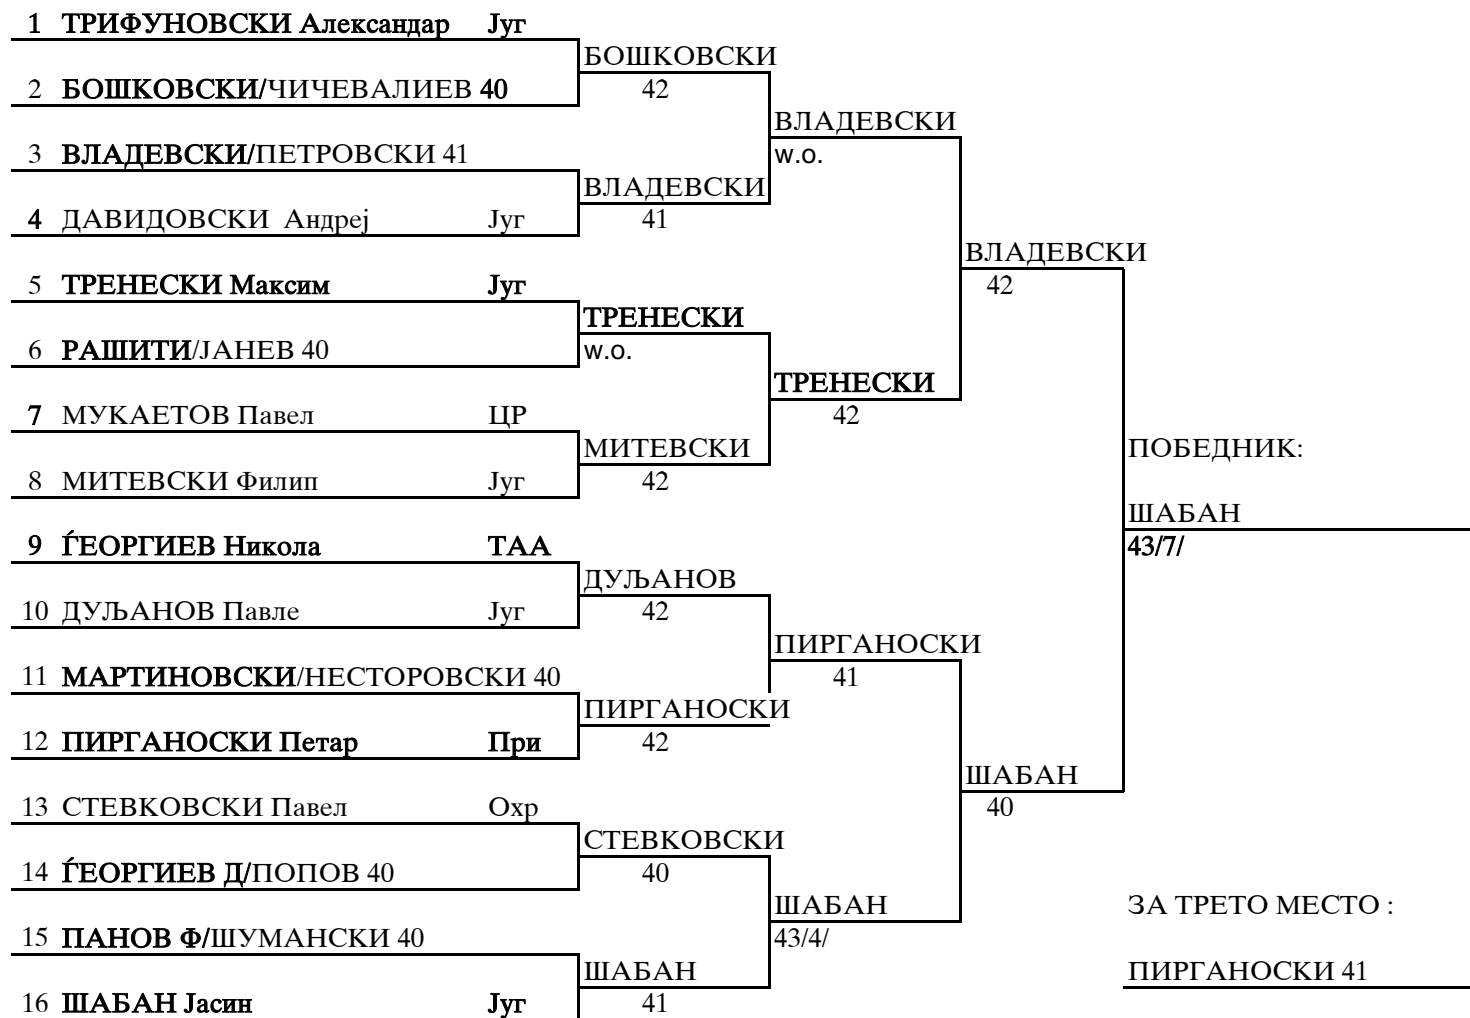 1 ТРИФУНОВСКИ Александар Југ
БОШКОВСКИ
2 БОШКОВСКИ/ЧИЧЕВАЛИЕВ 40 42
ВЛАДЕВСКИ
3 ВЛАДЕВСКИ/ПЕТРОВСКИ 41 w.o.
ВЛАДЕВСКИ
4 ДАВИДОВСКИ Андреј Југ 41
ВЛАДЕВСКИ
5 ТРЕНЕСКИ Максим Југ 42
ТРЕНЕСКИ
6 РАШИТИ/ЈАНЕВ 40 w.o.
ТРЕНЕСКИ
7 МУКАЕТОВ Павел ЦР 42
МИТЕВСКИ ПОБЕДНИК:
8 МИТЕВСКИ Филип Југ 42
ШАБАН
9 ЃЕОРГИЕВ Никола ТАА 43/7/
ДУЉАНОВ
10 ДУЉАНОВ Павле Југ 42
ПИРГАНОСКИ
11 МАРТИНОВСКИ/НЕСТОРОВСКИ 40 41
ПИРГАНОСКИ
12 ПИРГАНОСКИ Петар При 42
ШАБАН
13 СТЕВКОВСКИ Павел Охр 40
СТЕВКОВСКИ
14 ЃЕОРГИЕВ Д/ПОПОВ 40 40
ШАБАН ЗА ТРЕТО МЕСТО :
15 ПАНОВ Ф/ШУМАНСКИ 40 43/4/
ШАБАН ПИРГАНОСКИ 41
16 ШАБАН Јасин Југ 41